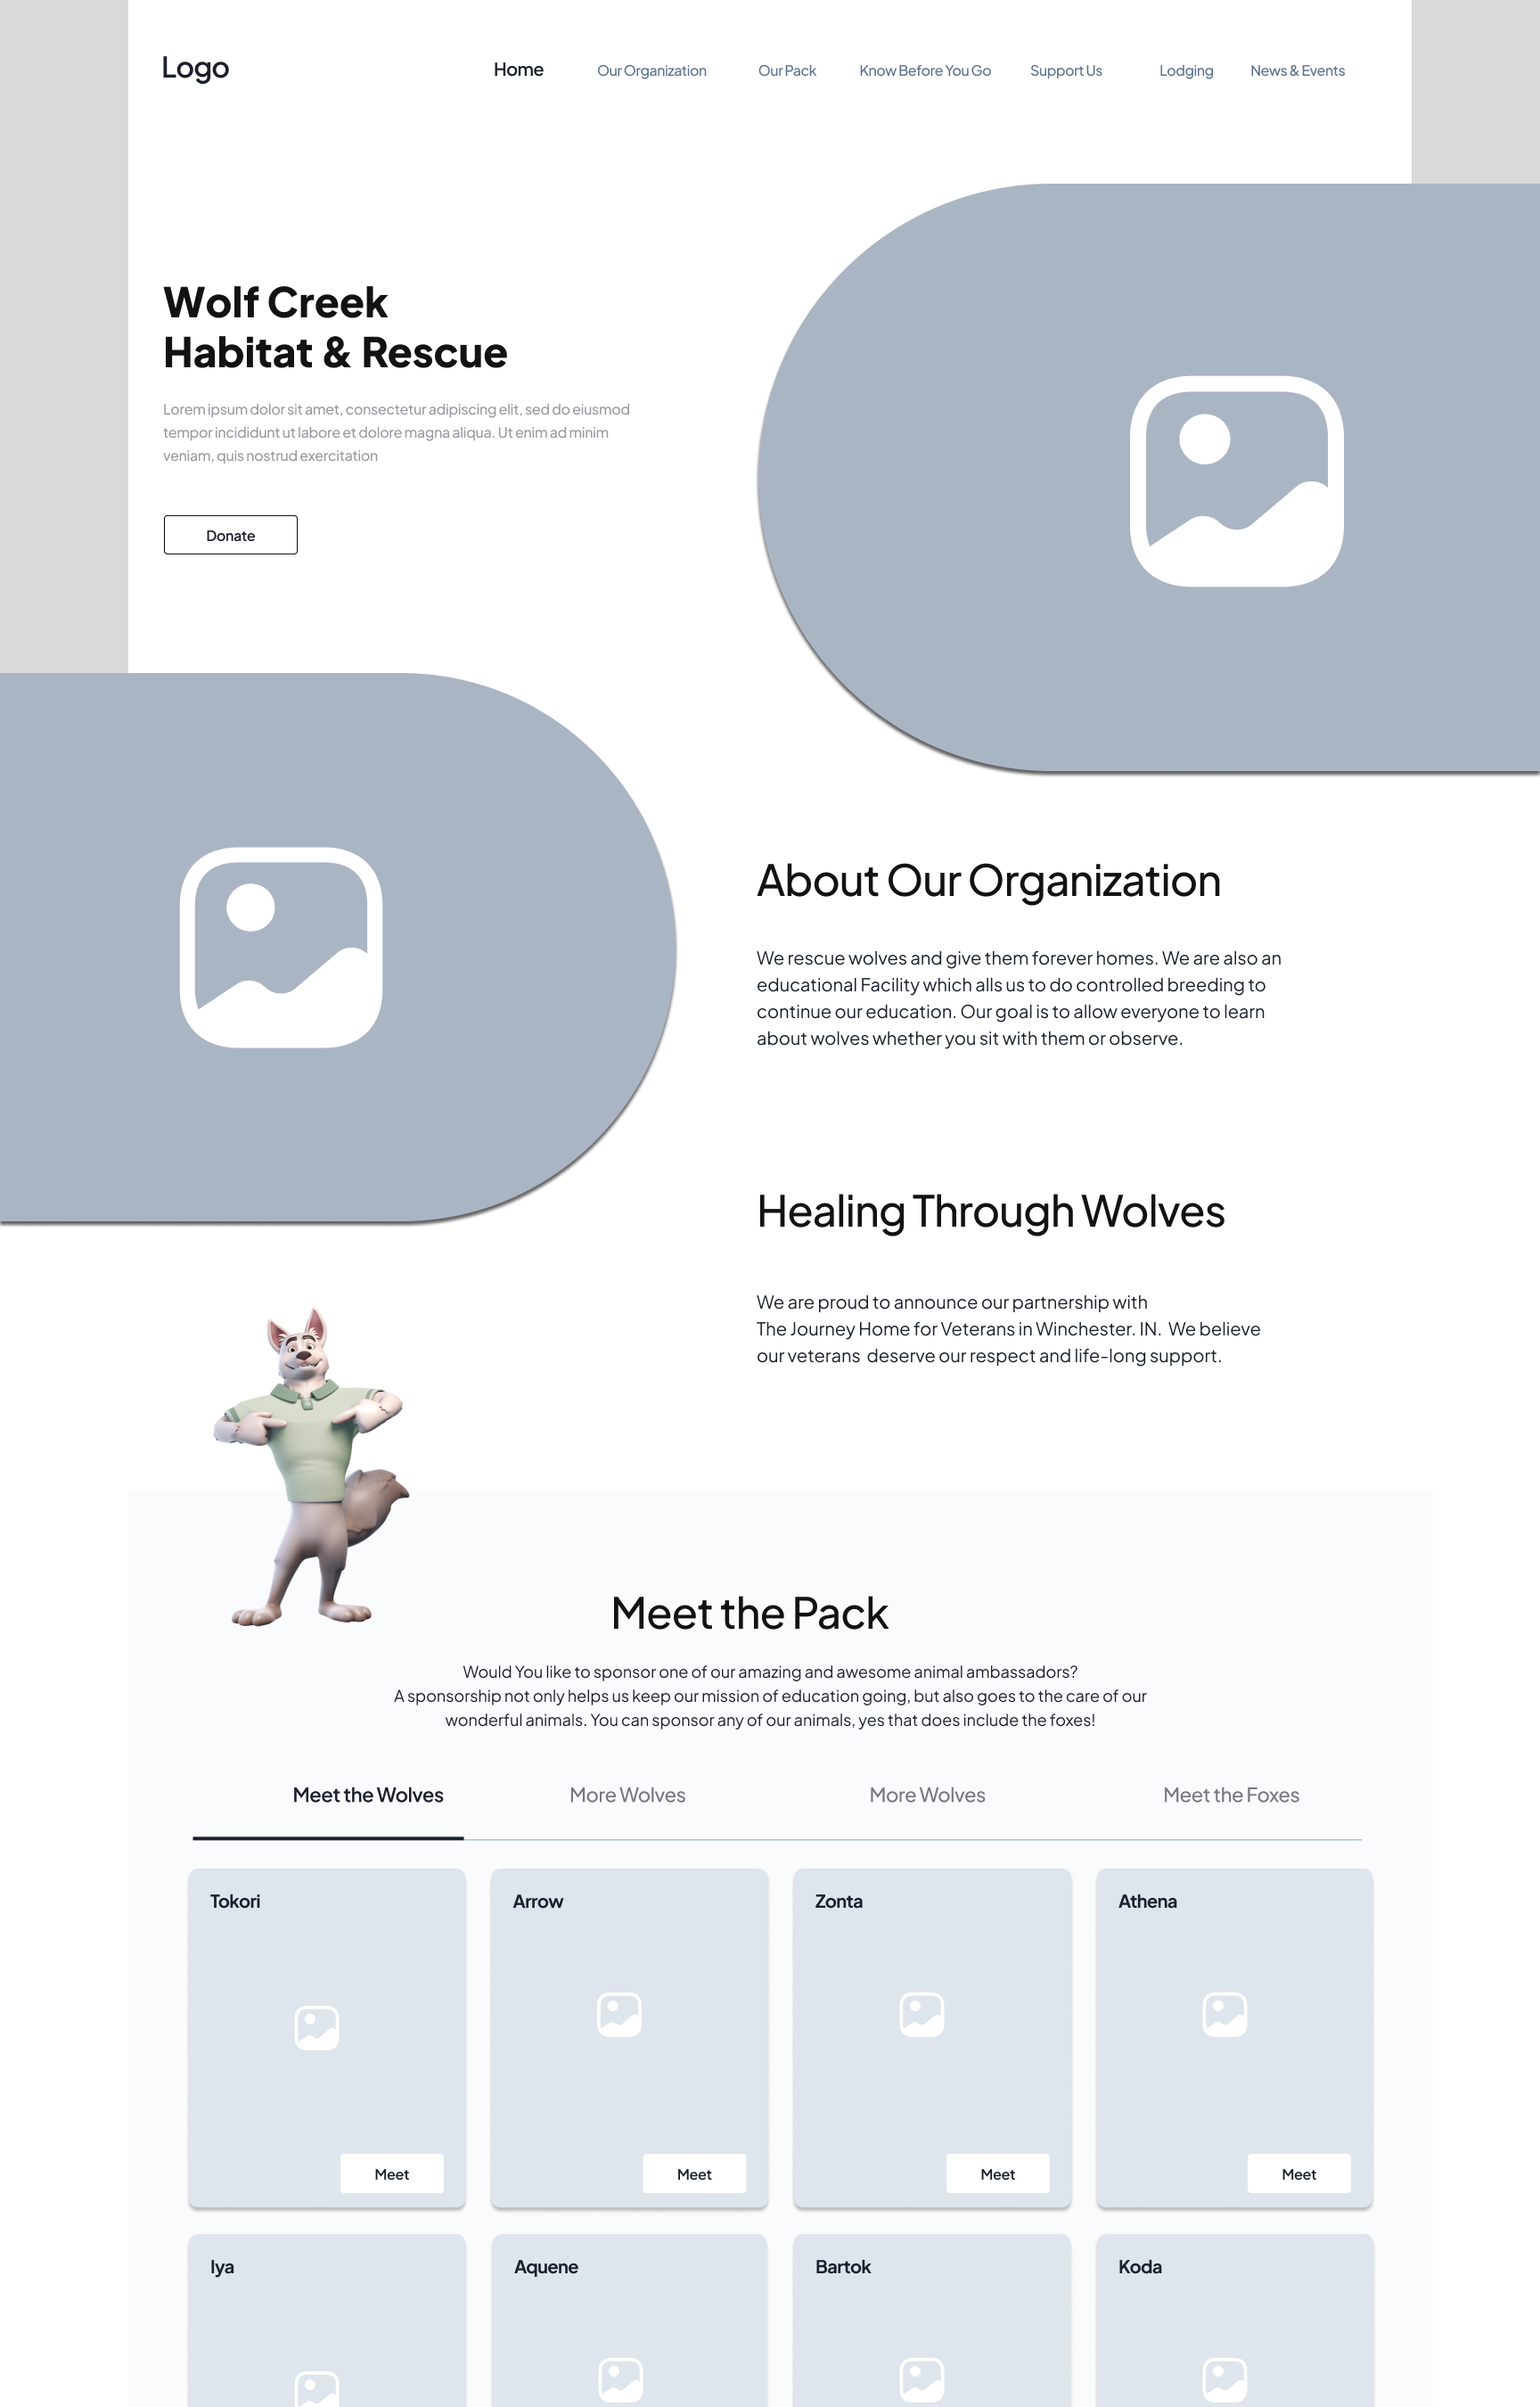 Logo
Home
Our Organization
Our Pack
Know Before You Go
Support Us
Lodging
News & Events
Wolf Creek
Habitat & Rescue
Lorem ipsum dolor sit amet, consectetur adipiscing elit, sed do eiusmod
tempor incididunt ut labore et dolore magna aliqua. Ut enim ad minim
veniam, quis nostrud exercitation
Donate
About Our Organization
We rescue wolves and give them forever homes. We are also an
educational Facility which alls us to do controlled breeding to
continue our education. Our goal is to allow everyone to learn
about wolves whether you sit with them or observe.
Healing Through Wolves
We are proud to announce our partnership with
The Journey Home for Veterans in Winchester. IN.  We believe
our veterans  deserve our respect and life-long support.
Meet the Pack
Would You like to sponsor one of our amazing and awesome animal ambassadors?
A sponsorship not only helps us keep our mission of education going, but also goes to the care of our
wonderful animals. You can sponsor any of our animals, yes that does include the foxes!
Meet the Wolves
More Wolves
More Wolves
Meet the Foxes
Tokori
Arrow
Zonta
Athena
Meet
Meet
Meet
Meet
Iya
Aquene
Bartok
Koda